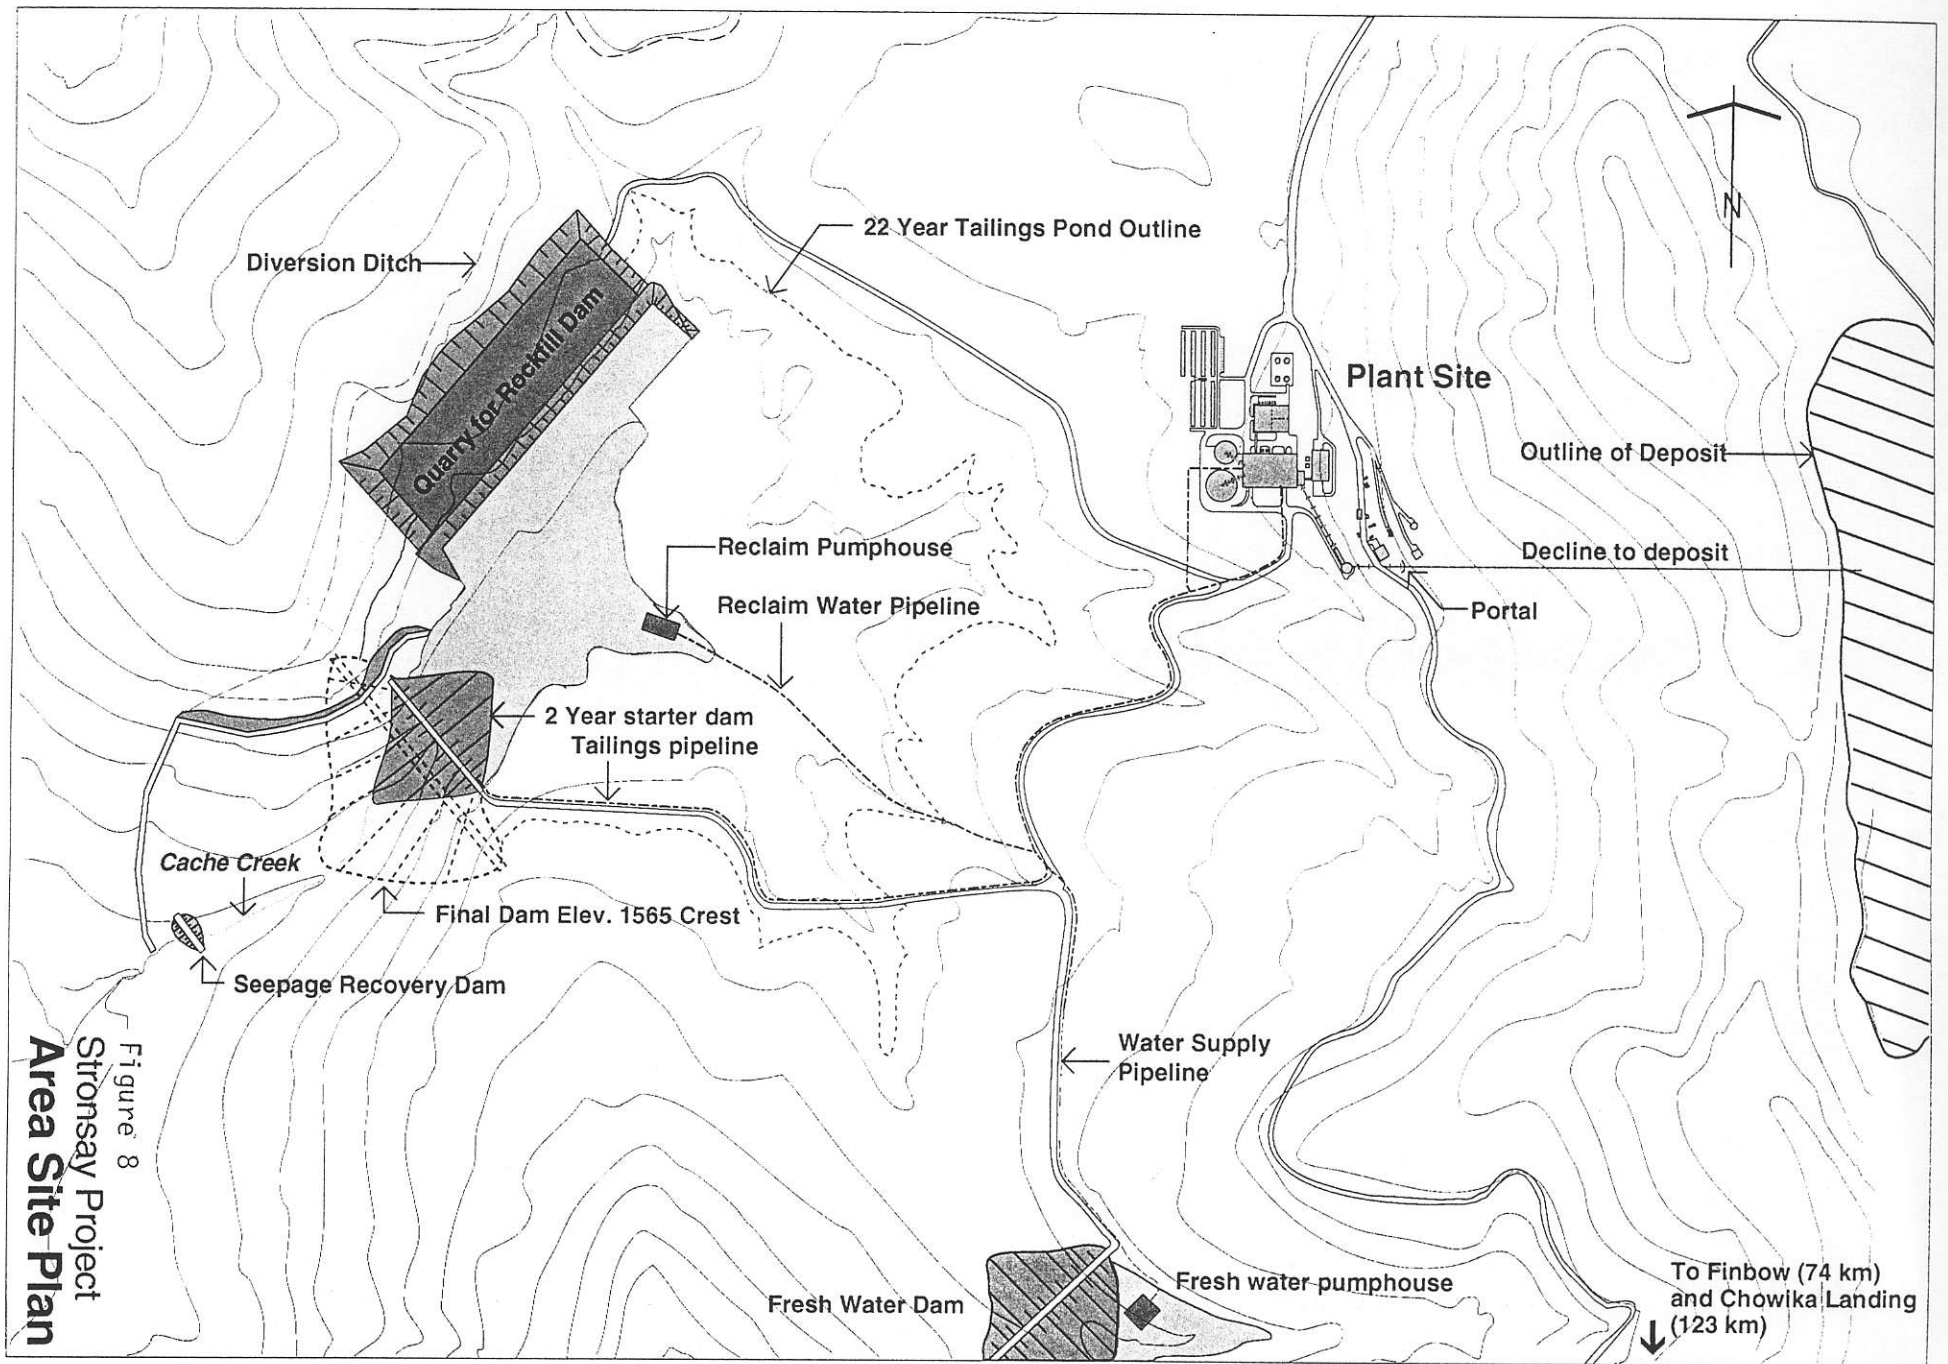 22 Year Tailings Pond Outline
Diversion Ditch
N
Quarry for Rockfill Dam
Plant Site
Outline of Deposit
Decline to deposit
Portal
Reclaim Pumphouse
Reclaim Water Pipeline
2 Year starter dam
Tailings pipeline
Cache Creek
Final Dam Elev. 1565 Crest
Seepage Recovery Dam
Water Supply
Pipeline
Fresh water pumphouse
Fresh Water Dam
To Finbow (74 km)
and Chowika Landing
(123 km)
Figure 8
Stronsay Project
Area Site Plan